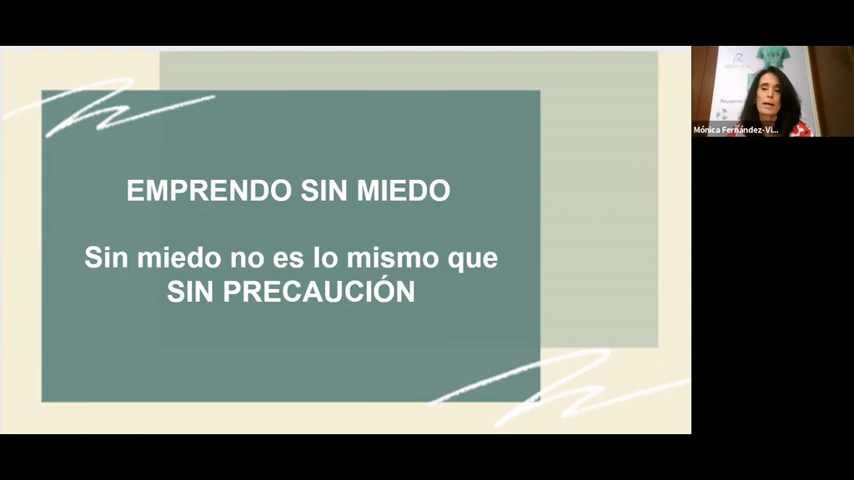 EMPRENDO SIN MIEDO
Sin miedo no es lo mismo que
SIN PRECAUCIÓN
Mónica Fernández-Vi...